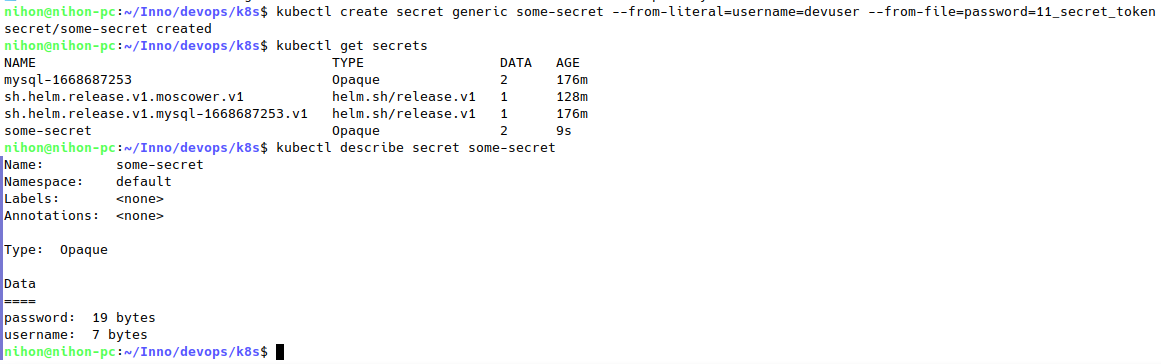 nihon@nihon-pc:~/Inno/devops/k8s$ kubectl create secret generic some-secret --from-literal=username=devuser --from-file=password=11_secret_token
secret/some-secret created
nihon@nihon-pc:~/Inno/devops/k8s$ kubectl get secrets
NAME                                     TYPE                 DATA   AGE
mysql-1668687253                         Opaque               2      176m
sh.helm.release.v1.moscower.v1           helm.sh/release.v1   1      128m
sh.helm.release.v1.mysql-1668687253.v1   helm.sh/release.v1   1      176m
some-secret                              Opaque               2      9s
nihon@nihon-pc:~/Inno/devops/k8s$ kubectl describe secret some-secret
Name:         some-secret
Namespace:    default
Labels:       <none>
Annotations:  <none>

Type:  Opaque

Data
====
password:  19 bytes
username:  7 bytes
nihon@nihon-pc:~/Inno/devops/k8s$